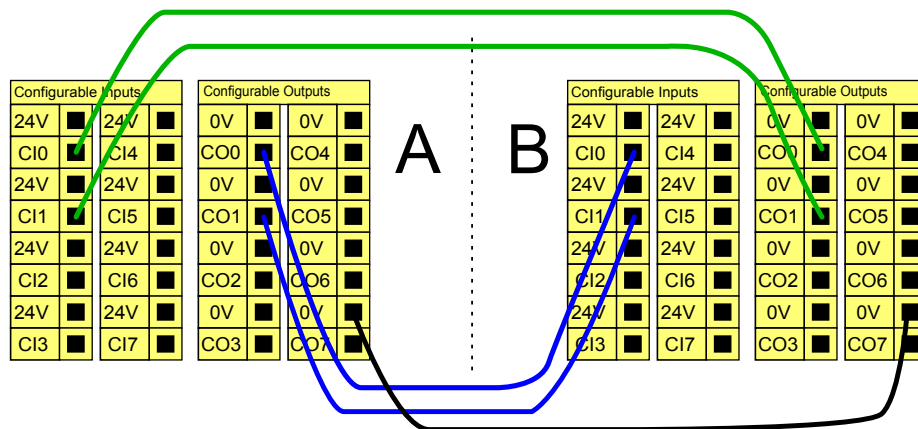 Configurable Inputs
24V 24V
CI0 CI4
24V 24V
CI1 CI5
24V 24V
CI2 CI6
24V 24V
CI3 CI7
Configurable Outputs
0V 0V
CO0 CO4
0V 0V
CO1 CO5
0V 0V
CO2 CO6
0V 0V
CO3 CO7
A
B
Configurable Inputs
24V 24V
CI0 CI4
24V 24V
CI1 CI5
24V 24V
CI2 CI6
24V 24V
CI3 CI7
Configurable Outputs
0V 0V
CO0 CO4
0V 0V
CO1 CO5
0V 0V
CO2 CO6
0V 0V
CO3 CO7